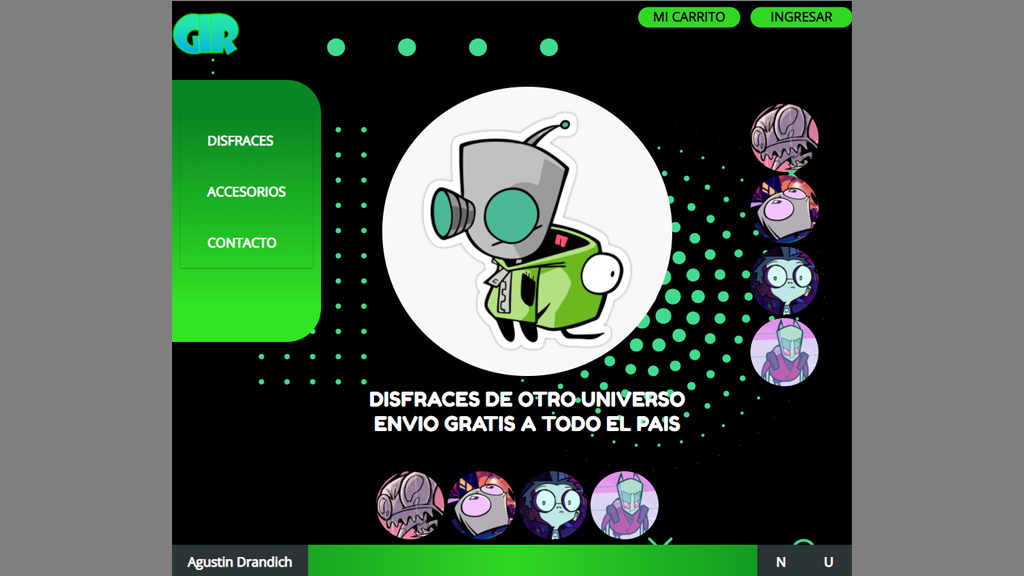 GIR
MI CARRITO
INGRESAR
DISFRACES
ACCESORIOS
CONTACTO
DISFRACES DE OTRO UNIVERSO
ENVIO GRATIS A TODO EL PAIS
Agustin Drandich
N
U